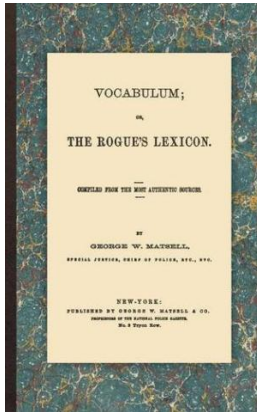 VOCABULUM;
OR,
THE ROGUE'S LEXICON.
COMPILED FROM THE MOST AUTHENTIC SOURCES.
BY
GEORGE W. MATSELL,
SPECIAL JUSTICE, CHIEF OF POLICE, ETC., ETC.
NEW-YORK:
PUBLISHED BY GEORGE W. MATSELL & CO.
PROPRIETORS OF THE NATIONAL POLICE GAZETTE,
No. 3 Tryon Row.